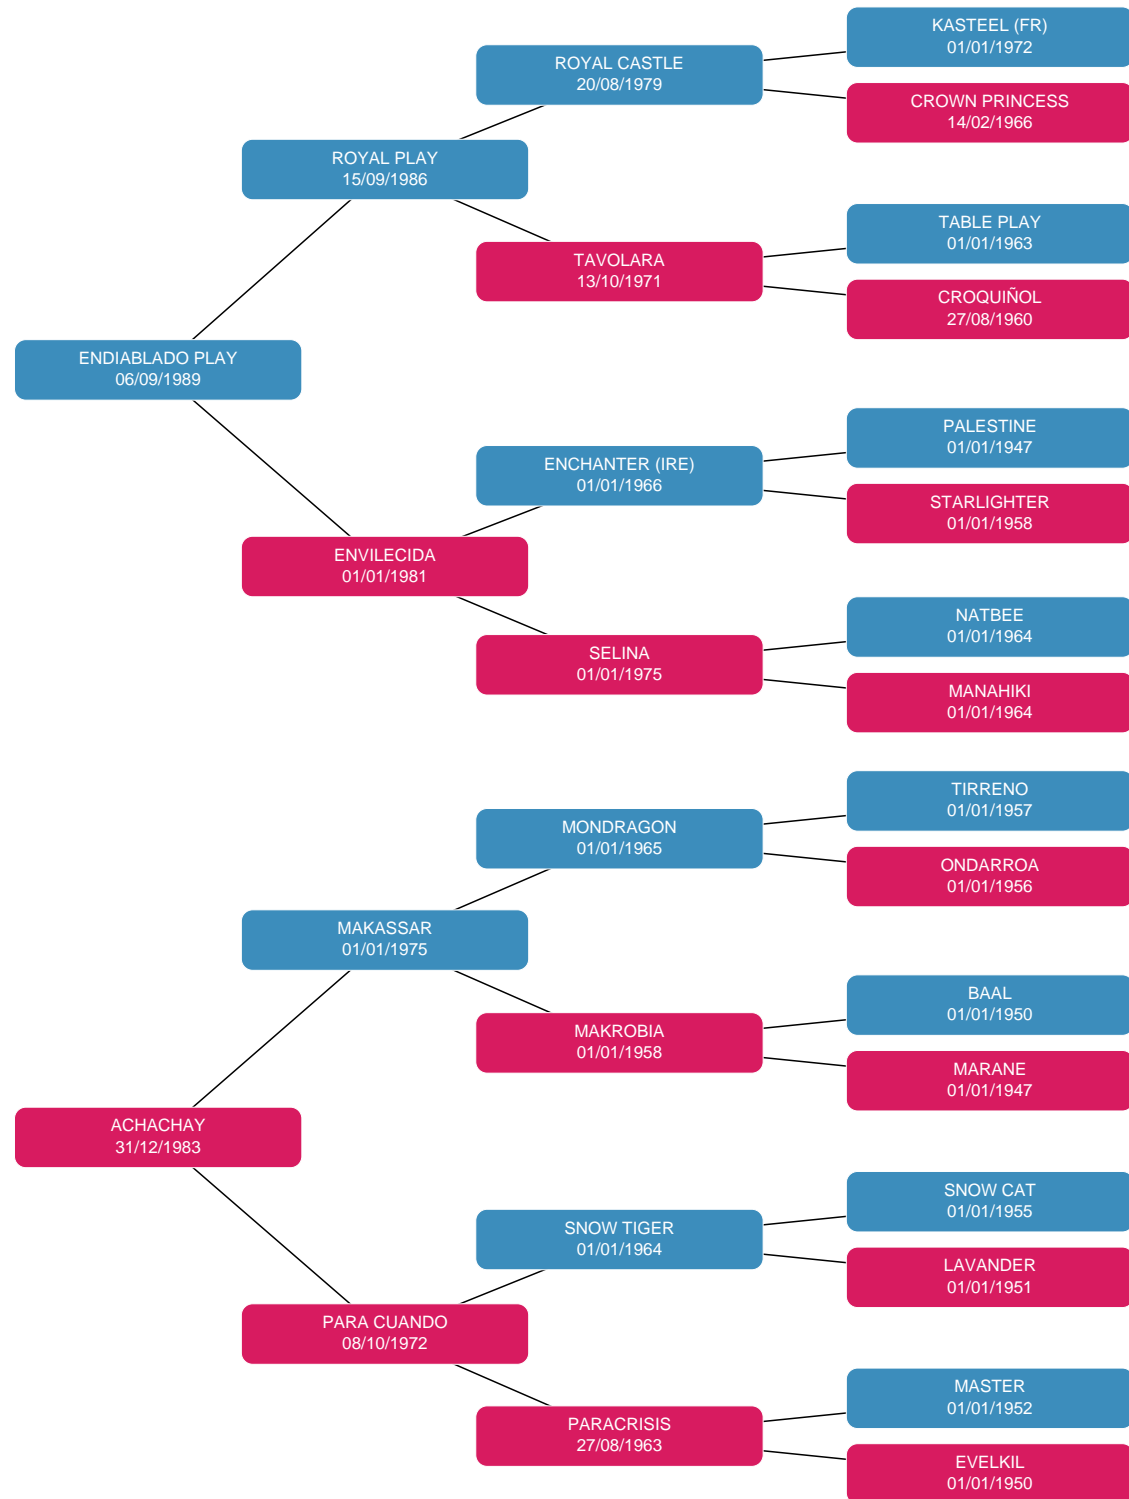 KASTEEL (FR)
01/01/1972
ROYAL CASTLE
20/08/1979
CROWN PRINCESS
14/02/1966
ROYAL PLAY
15/09/1986
TABLE PLAY
01/01/1963
TAVOLARA
13/10/1971
CROQUIÑOL
27/08/1960
ENDIABLADO PLAY
06/09/1989
PALESTINE
01/01/1947
ENCHANTER (IRE)
01/01/1966
STARLIGHTER
01/01/1958
ENVILECIDA
01/01/1981
NATBEE
01/01/1964
SELINA
01/01/1975
MANAHIKI
01/01/1964
TIRRENO
01/01/1957
MONDRAGON
01/01/1965
ONDARROA
01/01/1956
MAKASSAR
01/01/1975
BAAL
01/01/1950
MAKROBIA
01/01/1958
MARANE
01/01/1947
ACHACHAY
31/12/1983
SNOW CAT
01/01/1955
SNOW TIGER
01/01/1964
LAVANDER
01/01/1951
PARA CUANDO
08/10/1972
MASTER
01/01/1952
PARACRISIS
27/08/1963
EVELKIL
01/01/1950